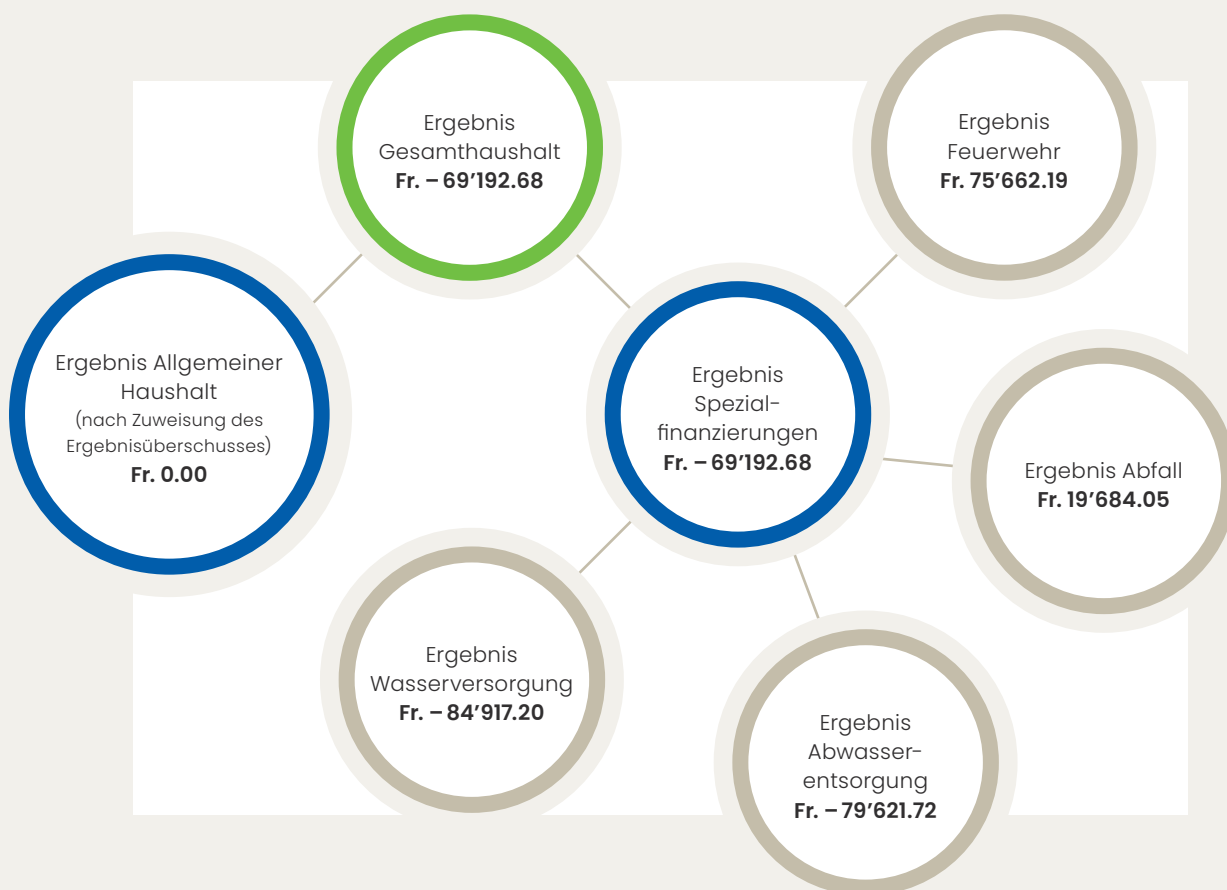 Ergebnis
Gesamthaushalt
Fr. – 69’192.68
Ergebnis
Feuerwehr
Fr. 75’662.19
Ergebnis Allgemeiner
Haushalt
(nach Zuweisung des
Ergebnisüberschusses)
Fr. 0.00
Ergebnis
Spezial-
finanzierungen
Fr. – 69’192.68
Ergebnis Abfall
Fr. 19’684.05
Ergebnis
Wasserversorgung
Fr. – 84’917.20
Ergebnis
Abwasser-
entsorgung
Fr. – 79’621.72